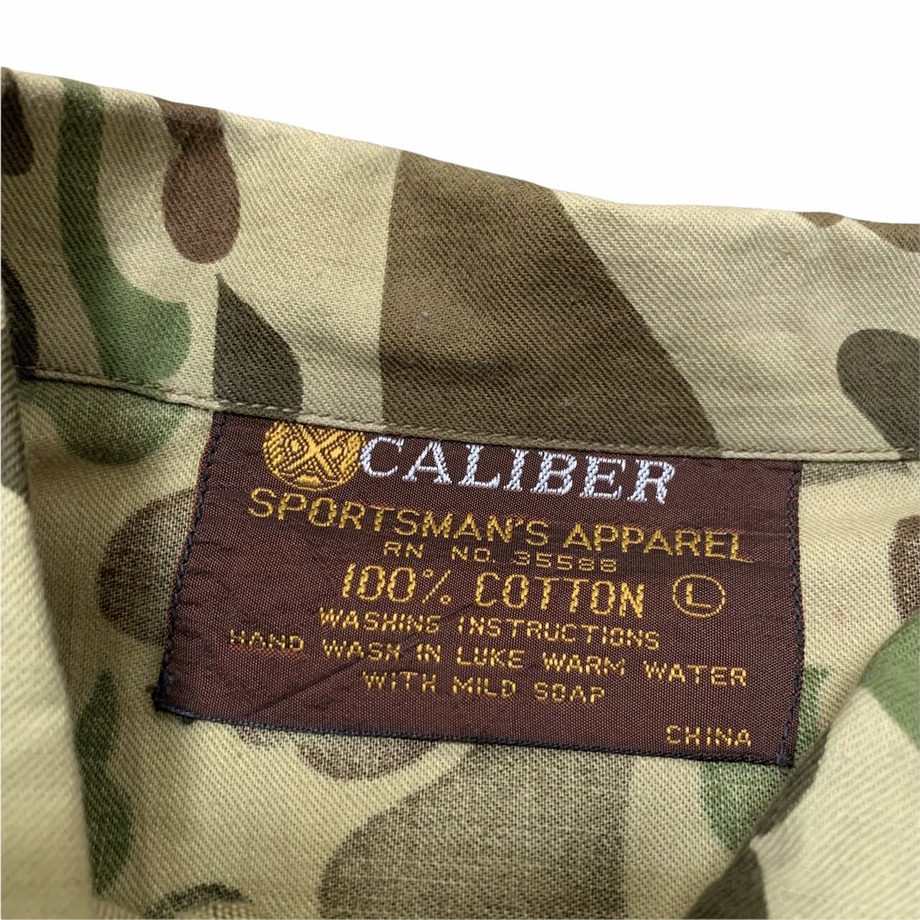 X CALIBER
SPORTSMAN'S APPAREL
RN NO. 35588
100% COTTON L
WASHING INSTRUCTIONS
HAND WASH IN LUKE WARM WATER
WITH MILD SOAP
CHINA